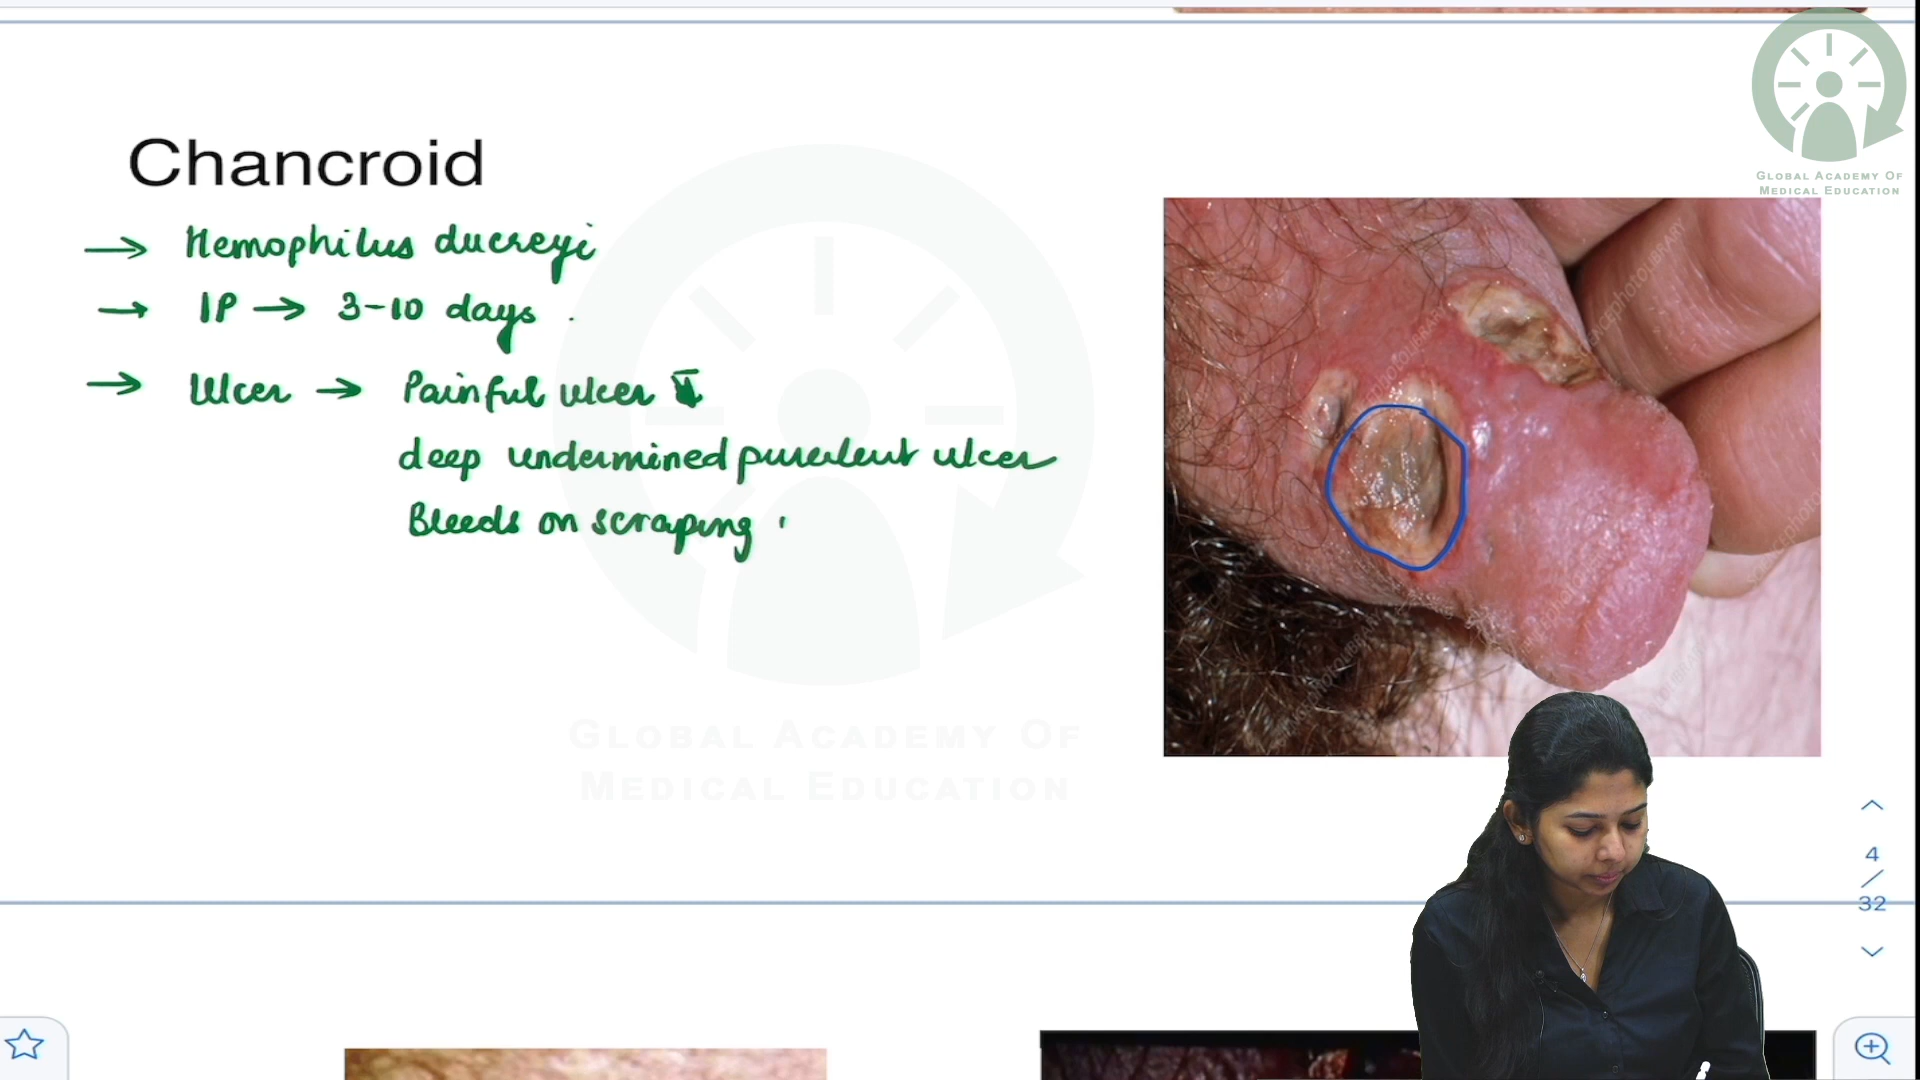 GLOBAL ACADEMY OF
MEDICAL EDUCATION
Chancroid
→ Hemophilus ducreyi
→ IP → 3-10 days
→ Ulcer → Painful ulcer
deep undermined purulent ulcer
Bleeds on scraping
GLOBAL ACADEMY OF
MEDICAL EDUCATION
4
/
32